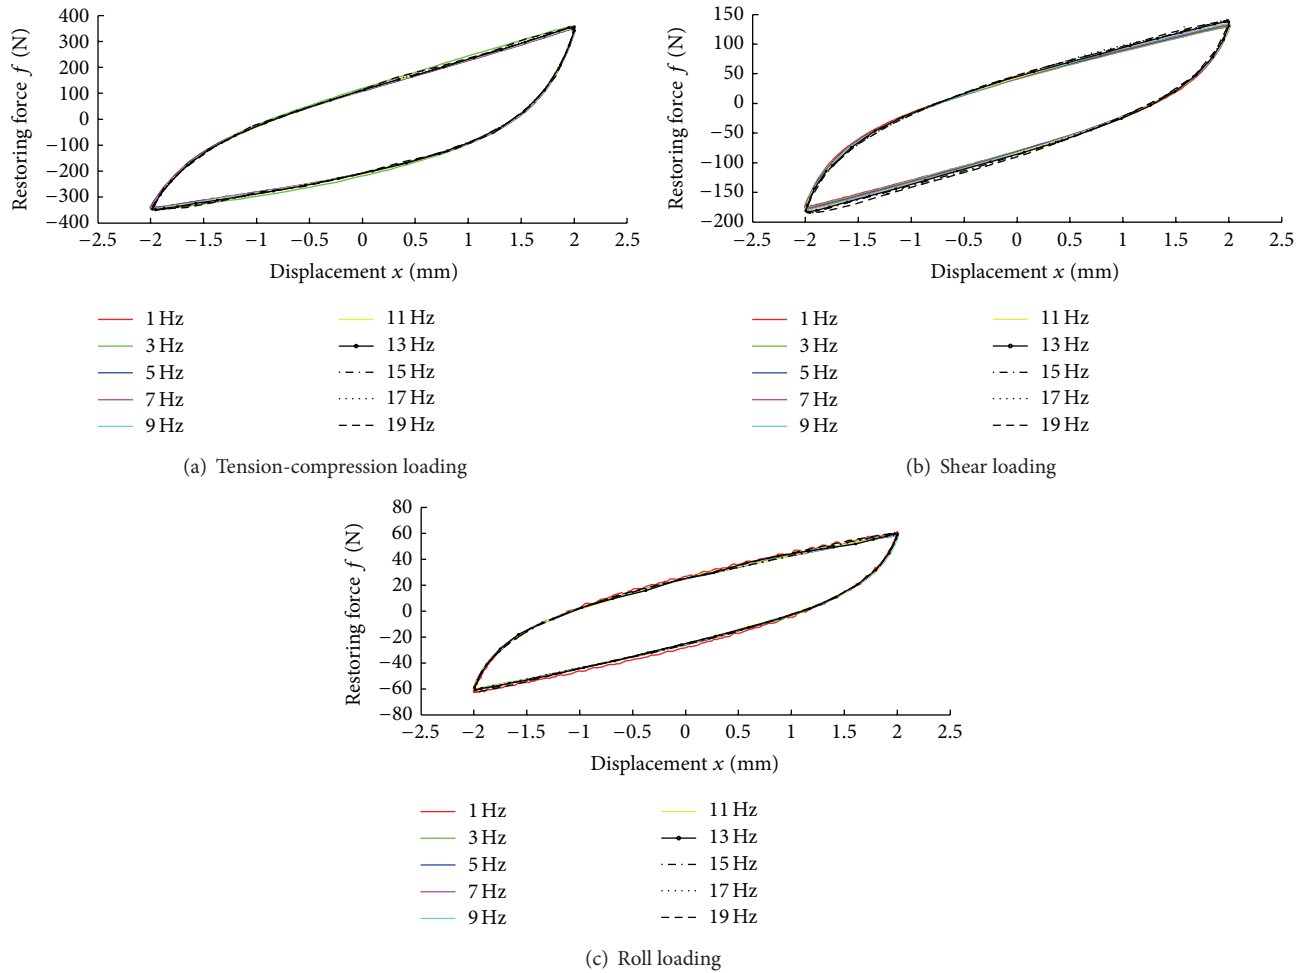 Restoring force f (N)
400
300
200
100
0
−100
−200
−300
−400
−2.5 −2 −1.5 −1 −0.5 0 0.5 1 1.5 2 2.5
Displacement x (mm)
1 Hz
3 Hz
5 Hz
7 Hz
9 Hz
11 Hz
13 Hz
15 Hz
17 Hz
19 Hz
(a) Tension-compression loading
Restoring force f (N)
150
100
50
0
−50
−100
−150
−200
−2.5 −2 −1.5 −1 −0.5 0 0.5 1 1.5 2 2.5
Displacement x (mm)
1 Hz
3 Hz
5 Hz
7 Hz
9 Hz
11 Hz
13 Hz
15 Hz
17 Hz
19 Hz
(b) Shear loading
Restoring force f (N)
80
60
40
20
0
−20
−40
−60
−80
−2.5 −2 −1.5 −1 −0.5 0 0.5 1 1.5 2 2.5
Displacement x (mm)
1 Hz
3 Hz
5 Hz
7 Hz
9 Hz
11 Hz
13 Hz
15 Hz
17 Hz
19 Hz
(c) Roll loading